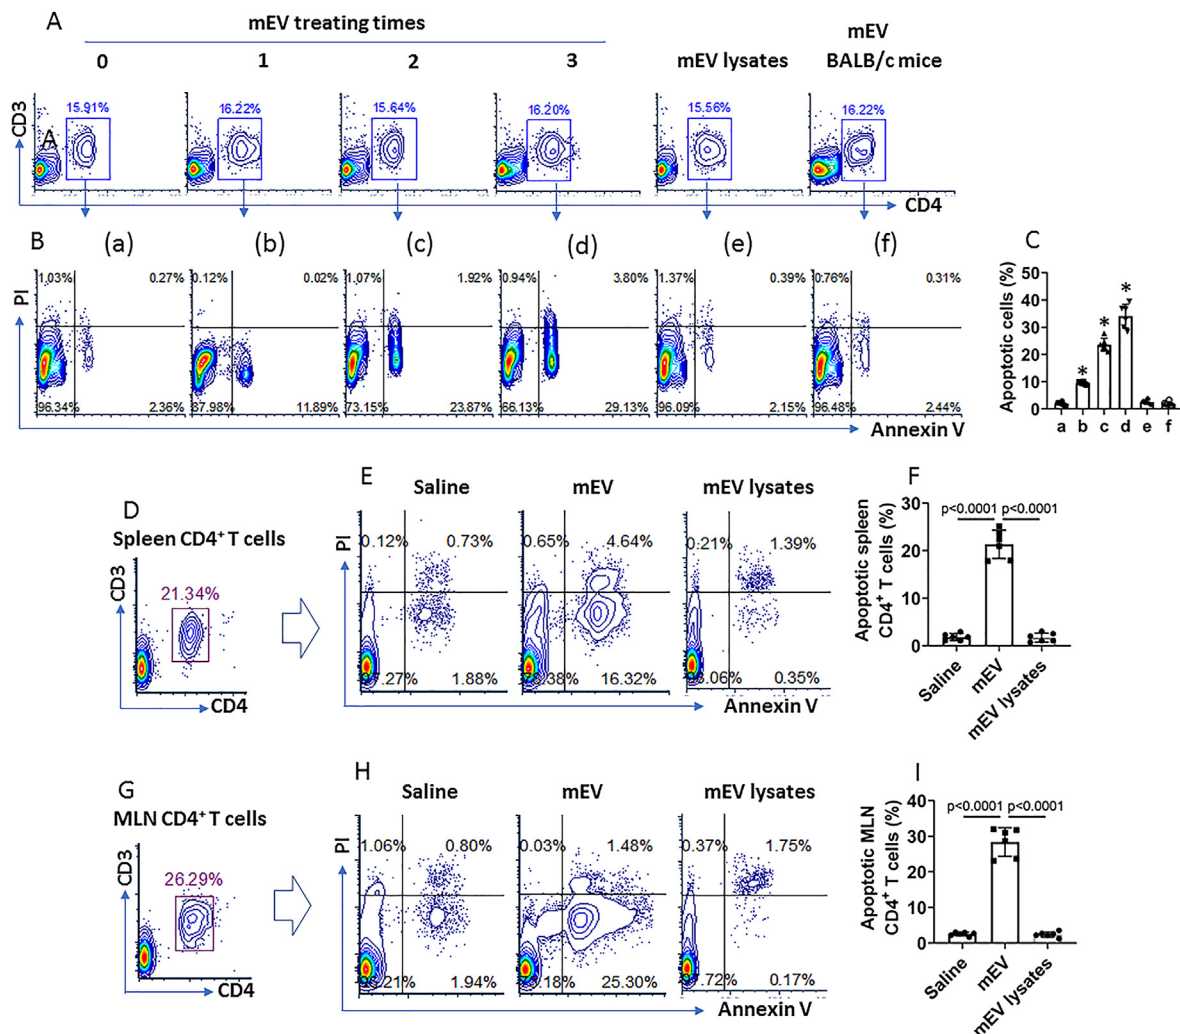 A
mEV treating times
0 1 2 3 mEV lysates mEV BALB/c mice
CD3
A
15.91% 16.22% 15.64% 16.20% 15.56% 16.22%
CD4
B (a) (b) (c) (d) (e) (f)
PI
1.03% 0.27% 0.12% 0.02% 1.07% 1.92% 0.94% 3.80% 1.37% 0.39% 0.76% 0.31%
96.34% 2.36% 87.98% 11.89% 73.15% 23.87% 66.13% 29.13% 96.09% 2.15% 96.48% 2.44%
Annexin V
C
Apoptotic cells (%)
50
40
30
20
10
0
* * *
a b c d e f
D
Spleen CD4⁺ T cells
CD3
21.34%
CD4
E
Saline mEV mEV lysates
PI
0.12% 0.73% 0.65% 4.64% 0.21% 1.39%
1.88% 16.32% 0.35%
Annexin V
F
Apoptotic spleen
CD4⁺ T cells (%)
30
20
10
0
p<0.0001 p<0.0001
Saline
mEV
mEV lysates
G
MLN CD4⁺ T cells
CD3
26.29%
CD4
H
Saline mEV mEV lysates
PI
1.06% 0.80% 0.03% 1.48% 0.37% 1.75%
1.94% 25.30% 0.17%
Annexin V
I
Apoptotic MLN
CD4⁺ T cells (%)
40
30
20
10
0
p<0.0001 p<0.0001
Saline
mEV
mEV lysates